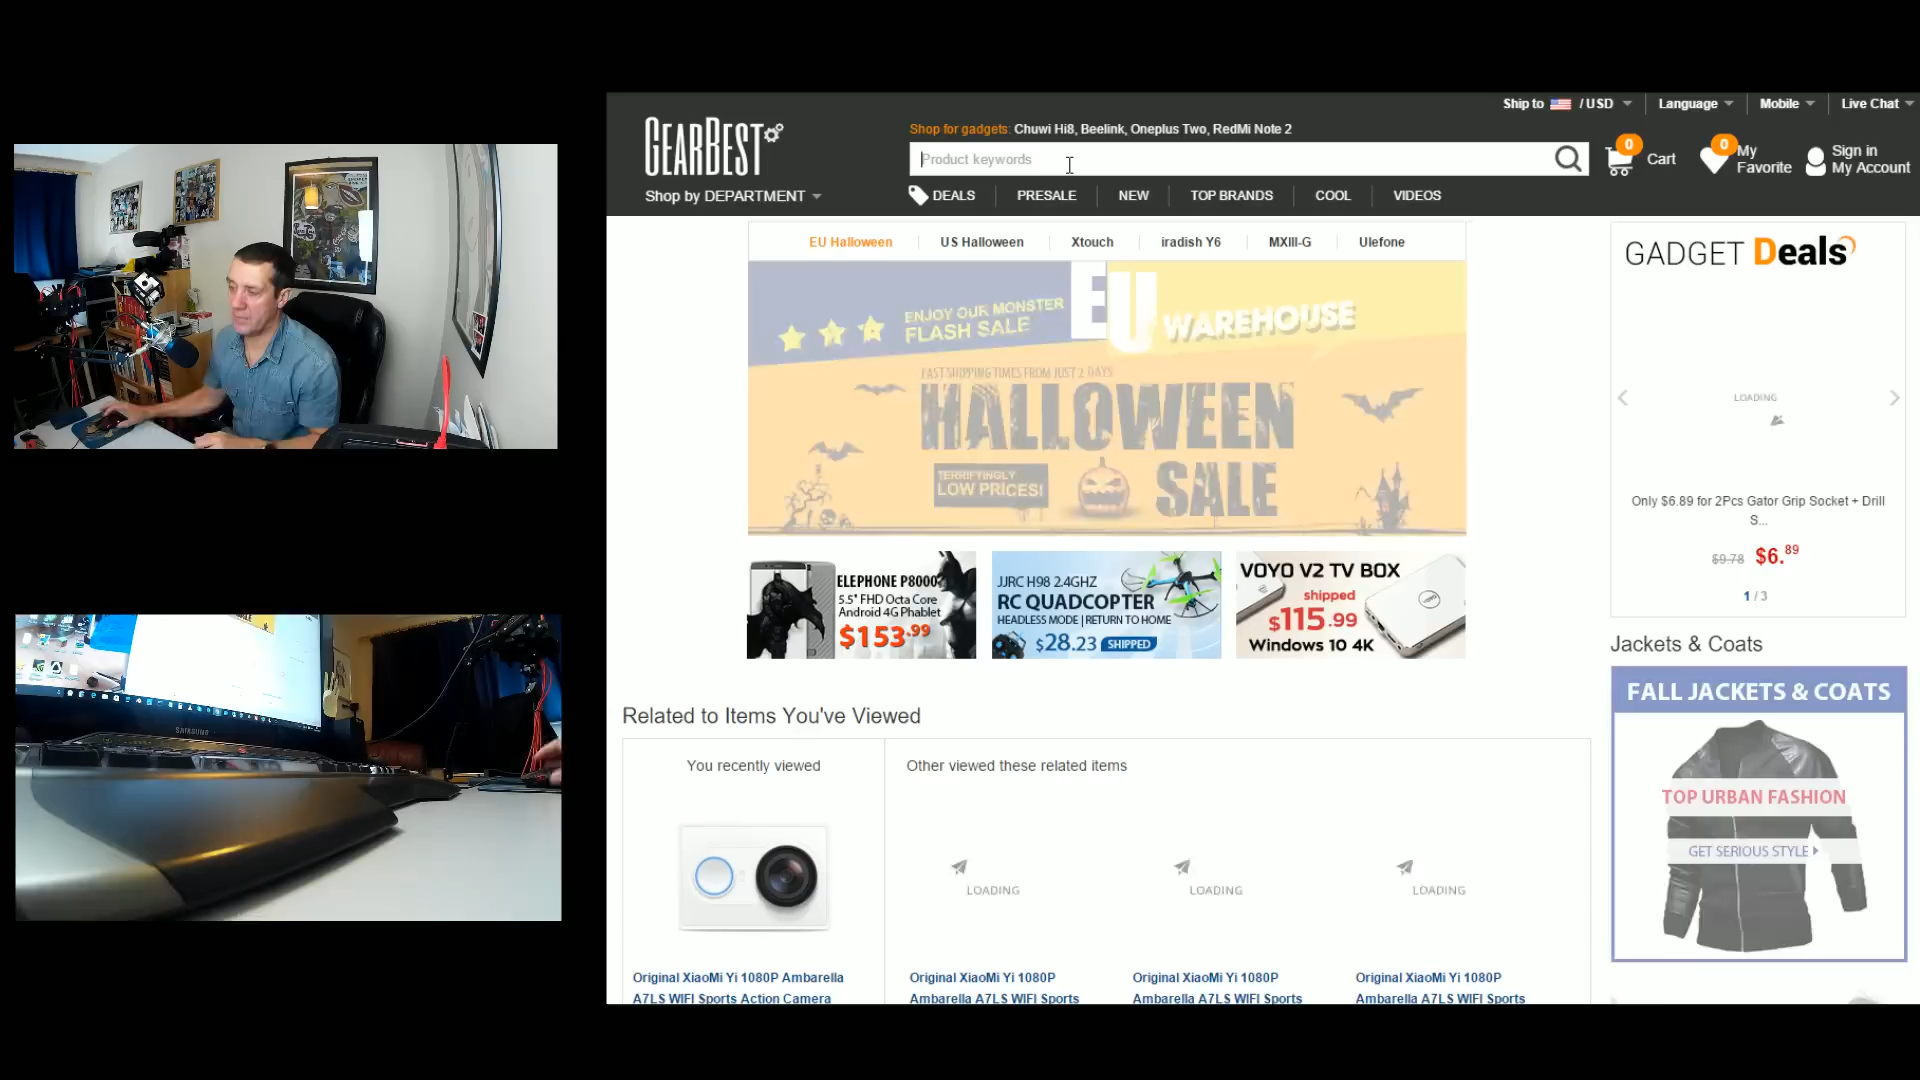 Ship to / USD
Language
Mobile
Live Chat
GEARBEST
Shop for gadgets: Chuwi Hi8, Beelink, Oneplus Two, RedMi Note 2
Product keywords
0
Cart
0
My
Favorite
Sign in
My Account
Shop by DEPARTMENT
DEALS
PRESALE
NEW
TOP BRANDS
COOL
VIDEOS
EU Halloween
US Halloween
Xtouch
iradish Y6
MXIII-G
Ulefone
ENJOY OUR MONSTER
FLASH SALE
EU WAREHOUSE
FAST SHIPPING TIMES FROM JUST 2 DAYS
HALLOWEEN
SALE
TERRIFYINGLY
LOW PRICES!
GADGET Deals
LOADING
Only $6.89 for 2Pcs Gator Grip Socket + Drill
S...
$9.78 $6.89
1 / 3
ELEPHONE P8000
5.5" FHD Octa Core
Android 4G Phablet
$153.99
JJRC H98 2.4GHZ
RC QUADCOPTER
HEADLESS MODE | RETURN TO HOME
$28.23 SHIPPED
VOYO V2 TV BOX
shipped
$115.99
Windows 10 4K
Jackets & Coats
FALL JACKETS & COATS
TOP URBAN FASHION
GET SERIOUS STYLE
Related to Items You've Viewed
You recently viewed
Other viewed these related items
LOADING
LOADING
LOADING
Original XiaoMi Yi 1080P Ambarella
A7LS WIFI Sports Action Camera
Original XiaoMi Yi 1080P
Ambarella A7LS WIFI Sports
Original XiaoMi Yi 1080P
Ambarella A7LS WIFI Sports
Original XiaoMi Yi 1080P
Ambarella A7LS WIFI Sports
SAMSUNG